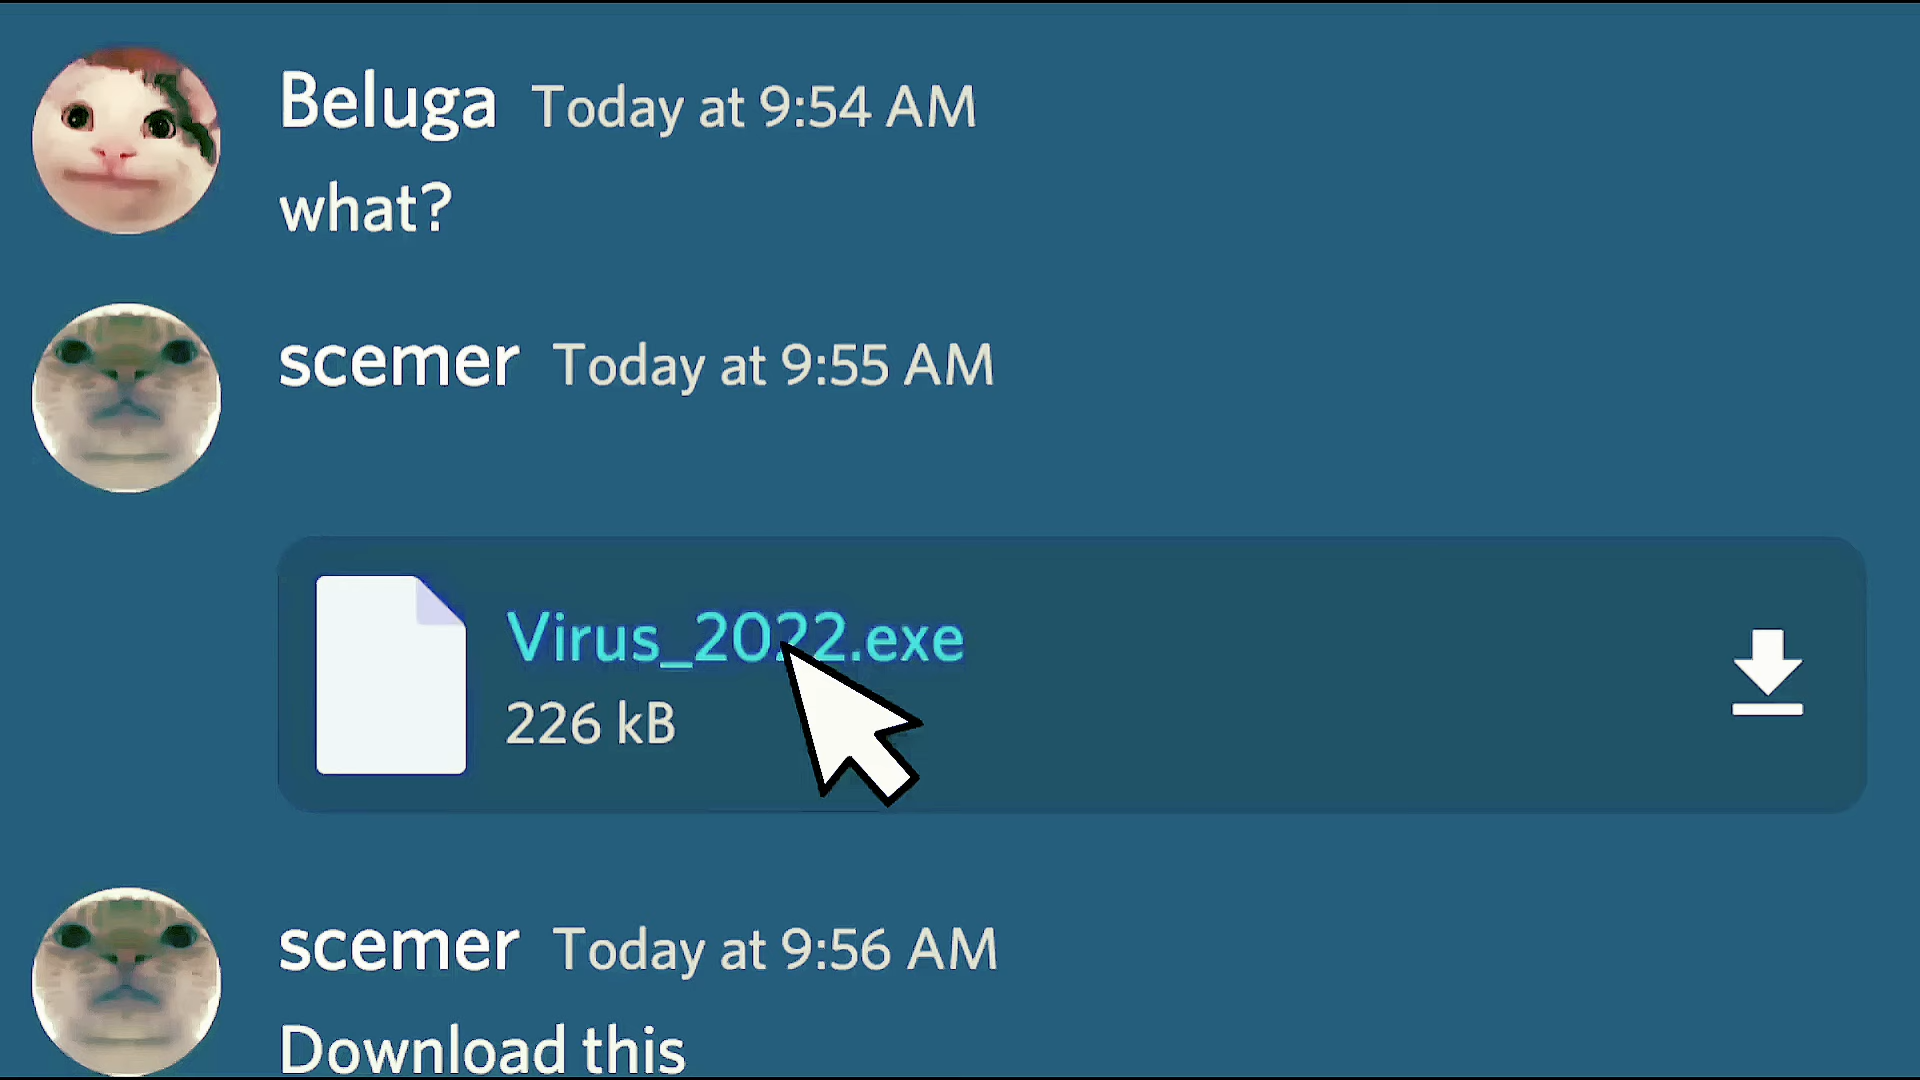 Beluga Today at 9:54 AM
what?
scemer Today at 9:55 AM
Virus_2022.exe
226 kB
scemer Today at 9:56 AM
Download this